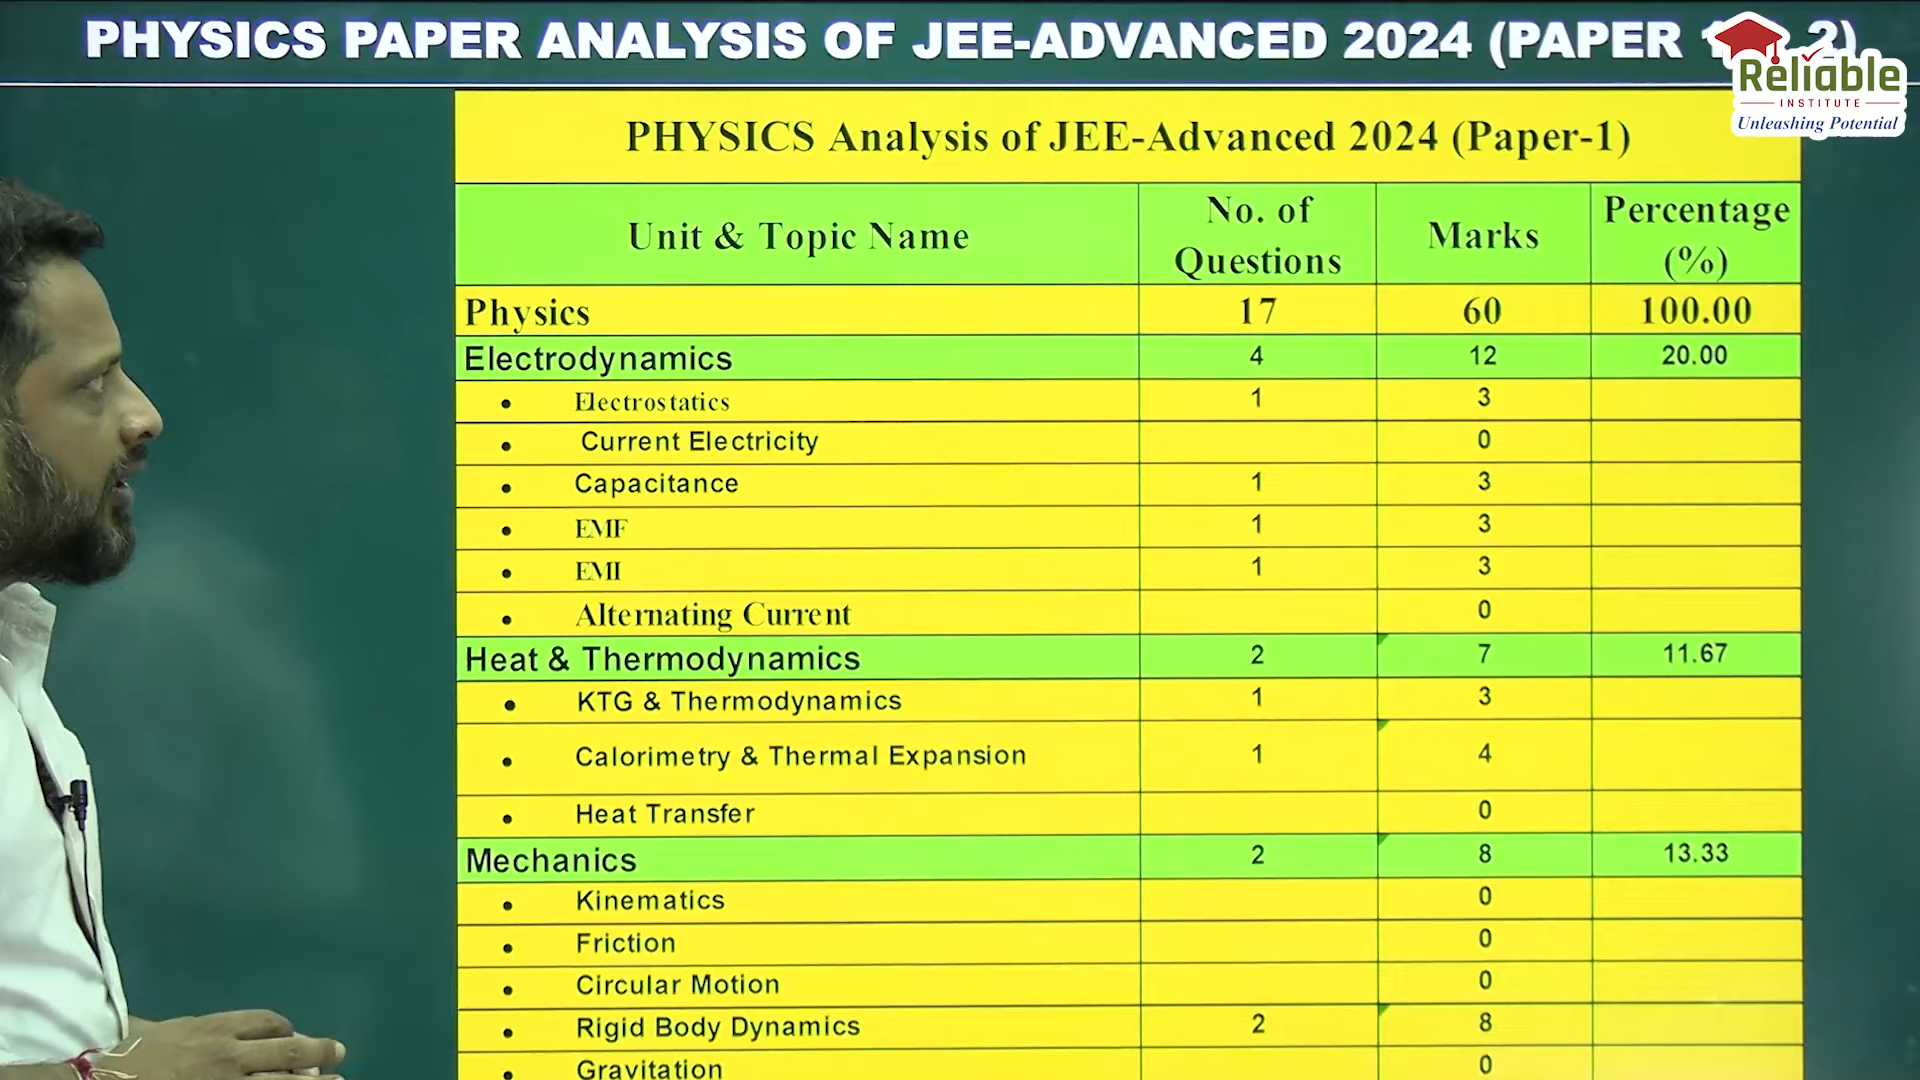 PHYSICS PAPER ANALYSIS OF JEE-ADVANCED 2024 (PAPER 2)
Reliable
INSTITUTE
Unleashing Potential
PHYSICS Analysis of JEE-Advanced 2024 (Paper-1)
Unit & Topic Name No. of Questions Marks Percentage (%)
Physics 17 60 100.00
Electrodynamics 4 12 20.00
• Electrostatics 1 3
• Current Electricity 0
• Capacitance 1 3
• EMF 1 3
• EMI 1 3
• Alternating Current 0
Heat & Thermodynamics 2 7 11.67
• KTG & Thermodynamics 1 3
• Calorimetry & Thermal Expansion 1 4
• Heat Transfer 0
Mechanics 2 8 13.33
• Kinematics 0
• Friction 0
• Circular Motion 0
• Rigid Body Dynamics 2 8
• Gravitation 0